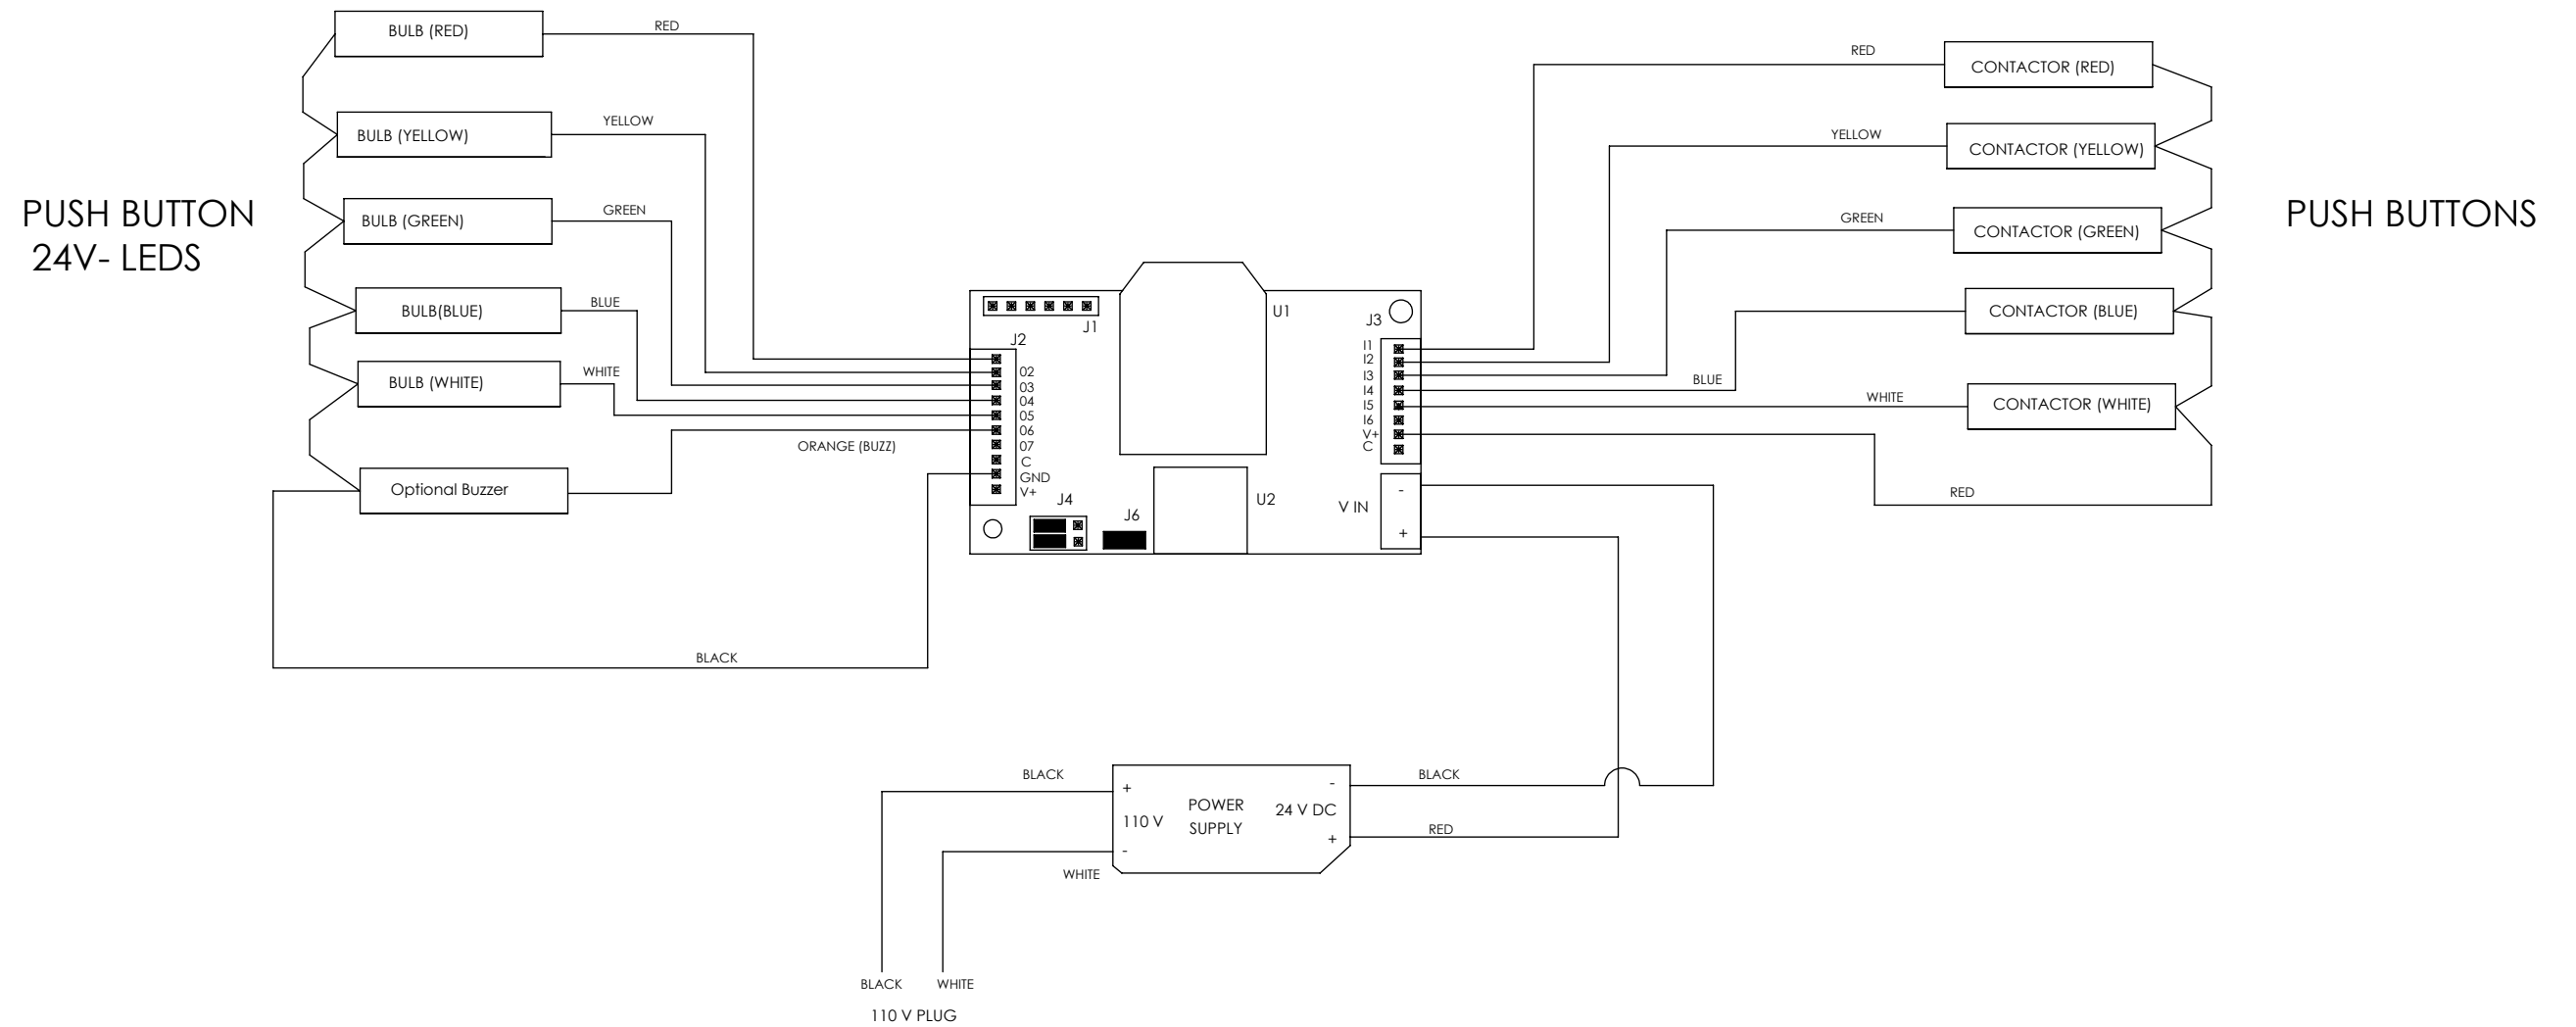 BULB (RED)
RED
BULB (YELLOW)
YELLOW
BULB (GREEN)
GREEN
BULB(BLUE)
BLUE
BULB (WHITE)
WHITE
Optional Buzzer
ORANGE (BUZZ)
BLACK
PUSH BUTTON
24V- LEDS
J1
J2
02
03
04
05
06
07
C
GND
V+
J4
J6
U1
U2
J3
I1
I2
I3
I4
I5
I6
V+
C
V IN
-
+
RED
CONTACTOR (RED)
YELLOW
CONTACTOR (YELLOW)
GREEN
CONTACTOR (GREEN)
BLUE
CONTACTOR (BLUE)
WHITE
CONTACTOR (WHITE)
RED
PUSH BUTTONS
BLACK
+
110 V
-
WHITE
POWER
SUPPLY
-
24 V DC
+
BLACK
RED
BLACK
WHITE
110 V PLUG